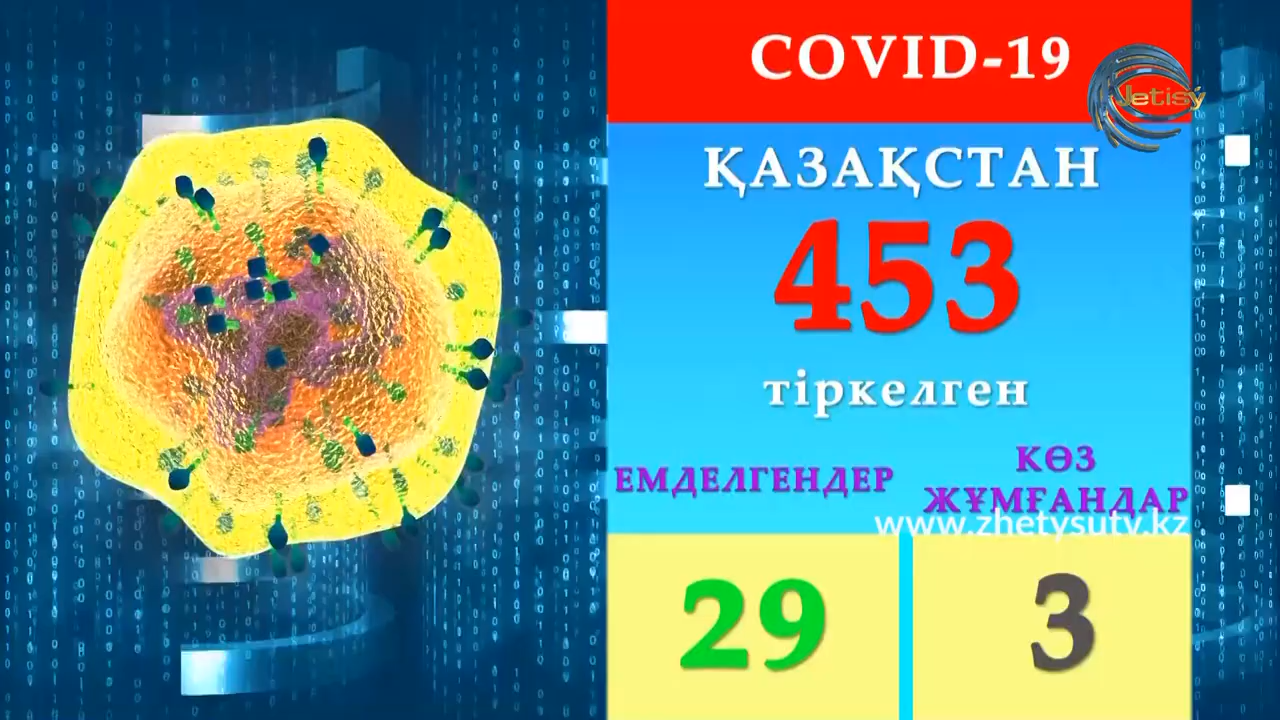 COVID-19
Jetisý
ҚАЗАҚСТАН
453
тіркелген
ЕМДЕЛГЕНДЕР
КӨЗ
ЖҰМҒАНДАР
www.zhetysutv.kz
29
3